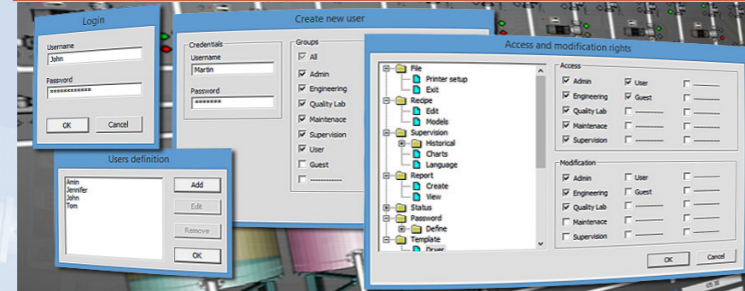 Login
Username
John
Password
************
OK
Cancel
Create new user
Credentials
Username
Martin
Password
*******
Groups
All
Admin
Engineering
Quality Lab
Maintenace
Supervision
User
Guest
------------
Users definition
Amin
Jennifer
John
Tom
Add
Edit
Remove
OK
Access and modification rights
File
Printer setup
Exit
Recipe
Edit
Models
Supervision
Historical
Charts
Language
Report
Create
View
Status
Password
Define
Template
Dryer
Access
Admin
User
------------
Engineering
Guest
------------
Quality Lab
------------
------------
Maintenace
------------
------------
Supervision
------------
------------
Modification
Admin
User
------------
Engineering
Guest
------------
Quality Lab
------------
------------
Maintenace
------------
------------
Supervision
------------
------------
OK
Cancel